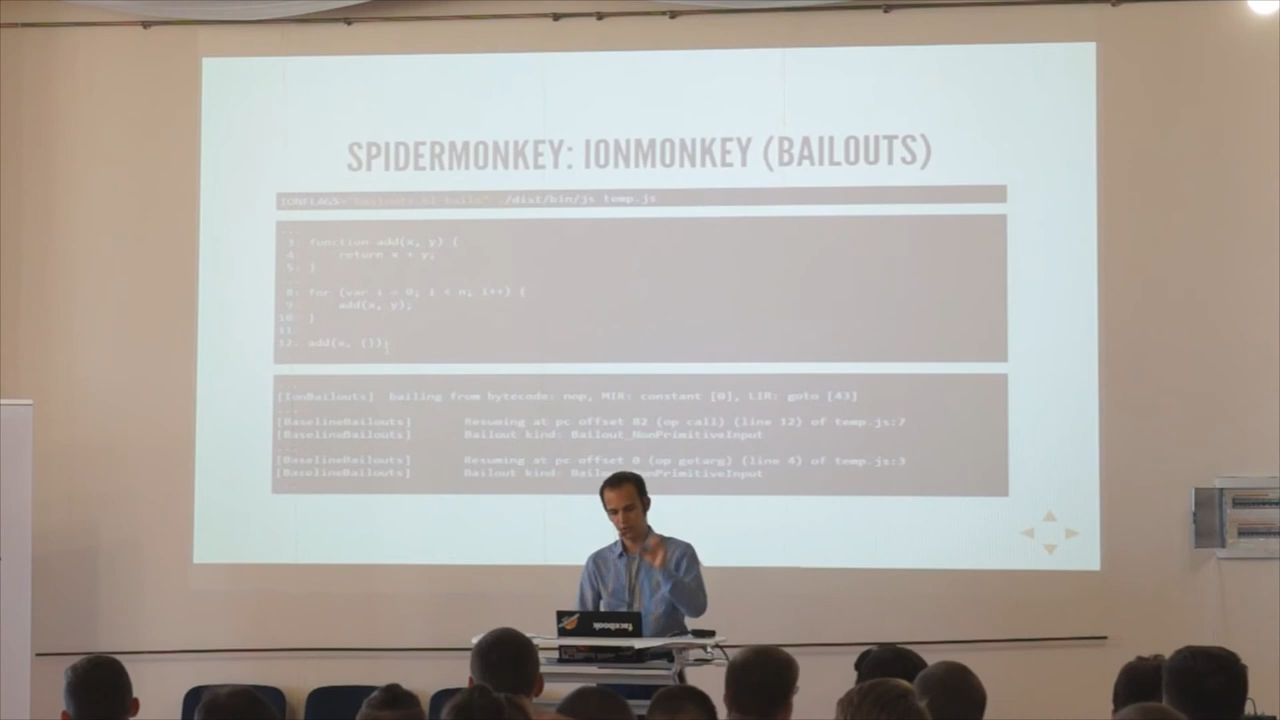 SPIDERMONKEY: IONMONKEY (BAILOUTS)
IONFLAGS= ./dist/bin/js temp.js
...
3: function add(x, y) {
4: return x + y;
5: }
...
8: for (var i = 0; i < n; i++) {
9: add(x, y);
10: }
11:
12: add(x, {});
[IonBailouts] bailing from bytecode: nop, MIR: constant [0], LIR: goto [43]
...
[BaselineBailouts] Resuming at pc offset 82 (op call) (line 12) of temp.js:7
[BaselineBailouts] Bailout kind: Bailout_NonPrimitiveInput
...
[BaselineBailouts] Resuming at pc offset 0 (op getarg) (line 4) of temp.js:3
[BaselineBailouts] Bailout kind:
facebook